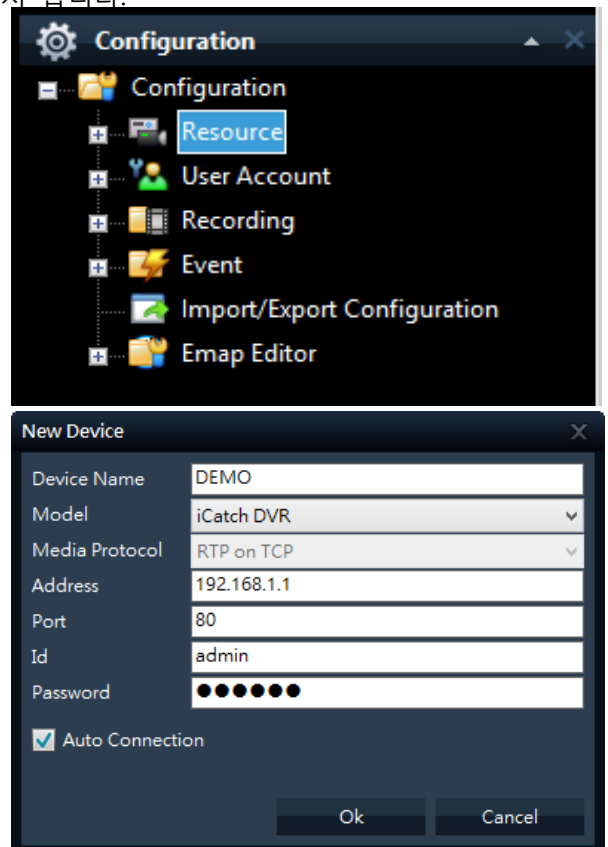 Configuration
Configuration
Resource
User Account
Recording
Event
Import/Export Configuration
Emap Editor
New Device
Device Name DEMO
Model iCatch DVR
Media Protocol RTP on TCP
Address 192.168.1.1
Port 80
Id admin
Password ●●●●●●
Auto Connection
Ok Cancel